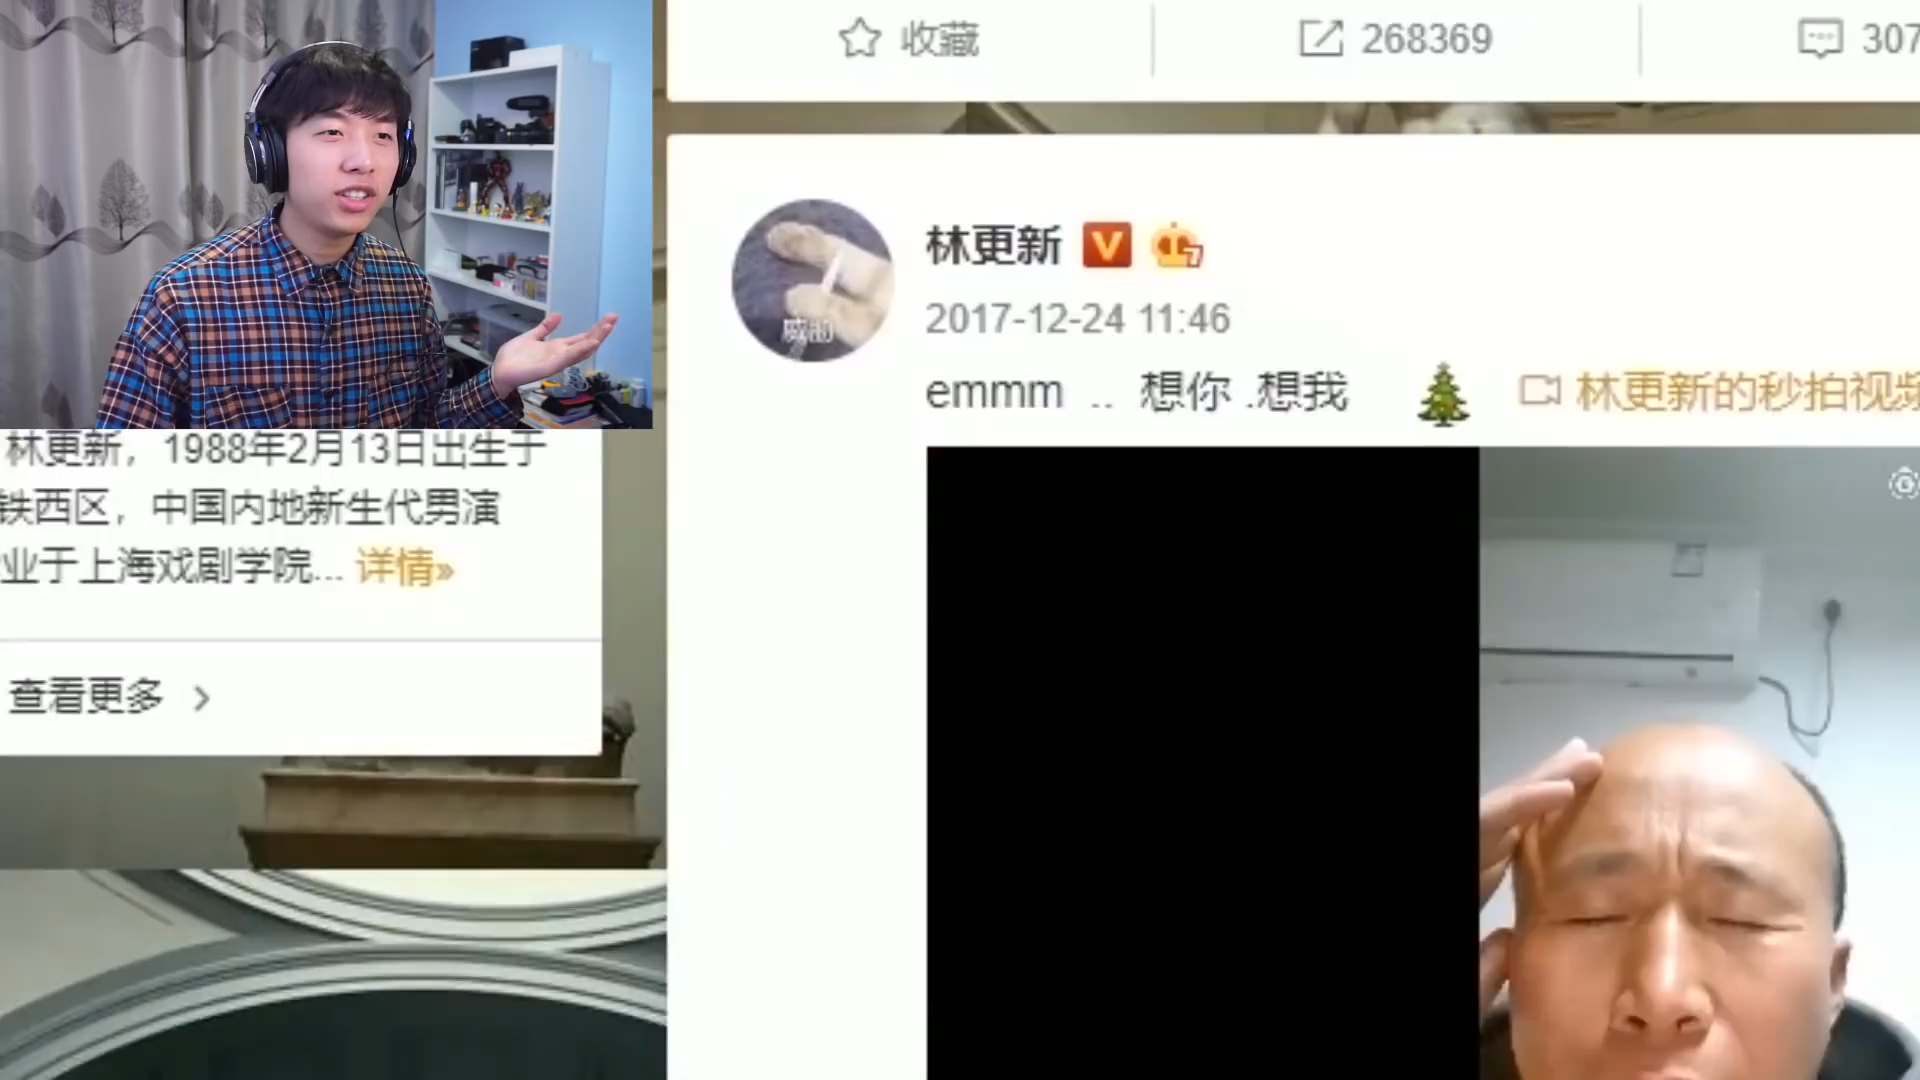 收藏
268369
307
林更新
2017-12-24 11:46
emmm .. 想你 .想我
林更新的秒拍视频
林更新，1988年2月13日出生于
铁西区，中国内地新生代男演
业于上海戏剧学院... 详情»
查看更多